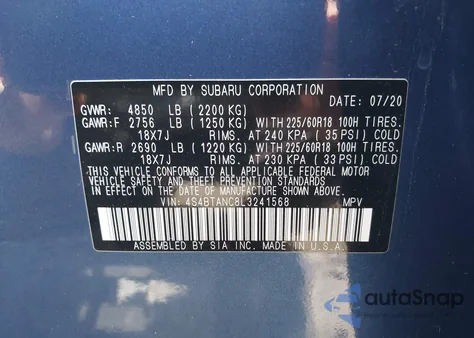 MFD BY SUBARU CORPORATION
DATE: 07/20
GVWR: 4850 LB (2200 KG)
GAWR:F 2756 LB (1250 KG) WITH 225/60R18 100H TIRES.
18X7J RIMS. AT 240 KPA (35 PSI) COLD
GAWR:R 2690 LB (1220 KG) WITH 225/60R18 100H TIRES.
18X7J RIMS. AT 230 KPA (33 PSI) COLD
THIS VEHICLE CONFORMS TO ALL APPLICABLE FEDERAL MOTOR
VEHICLE SAFETY AND THEFT PREVENTION STANDARDS
IN EFFECT ON THE DATE OF MANUFACTURE SHOWN ABOVE.
VIN: 4S4BTANC8L3241568 MPV
ASSEMBLED BY SIA INC. MADE IN U.S.A.
autoSnap